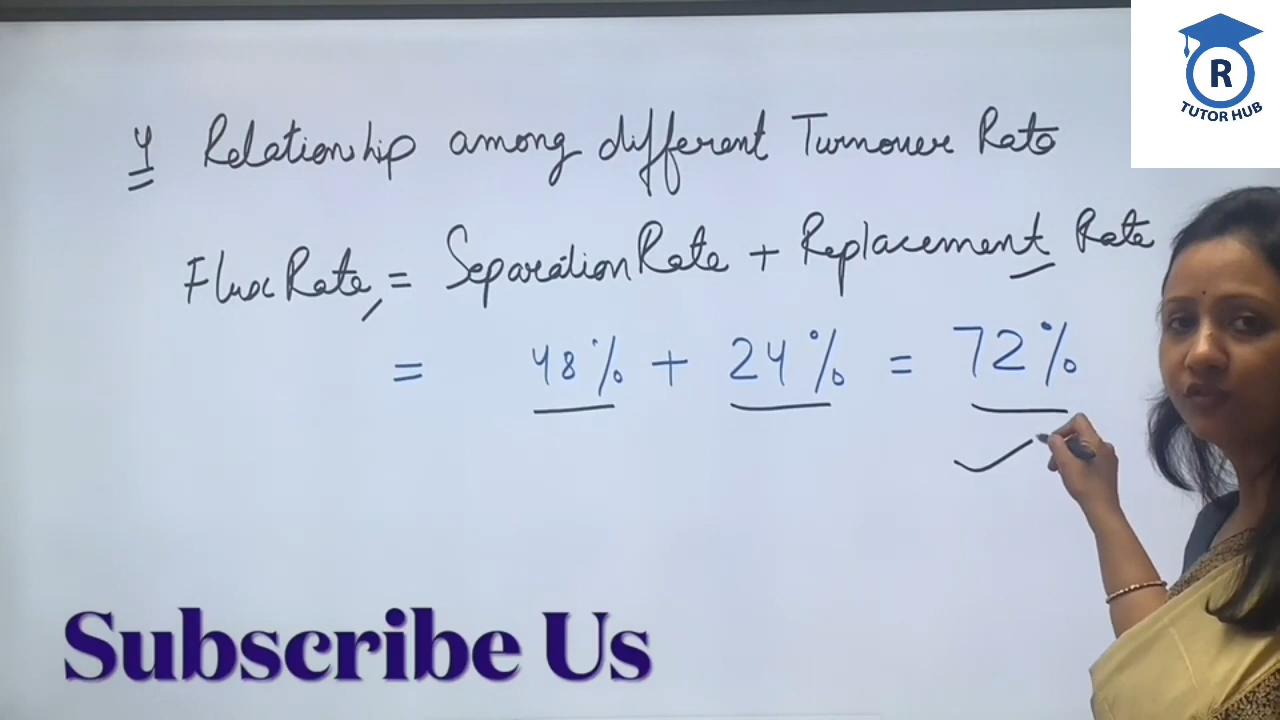 R
TUTOR HUB
4 Relationship among different Turnover Rate
Flux Rate, = Separation Rate + Replacement Rate
= 48% + 24% = 72%
Subscribe Us